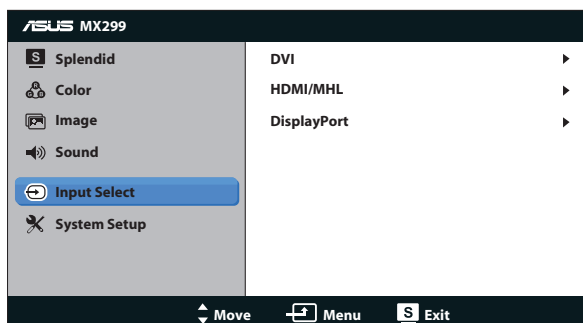 ASUS MX299
S Splendid
Color
Image
Sound
Input Select
System Setup
DVI
HDMI/MHL
DisplayPort
Move Menu S Exit